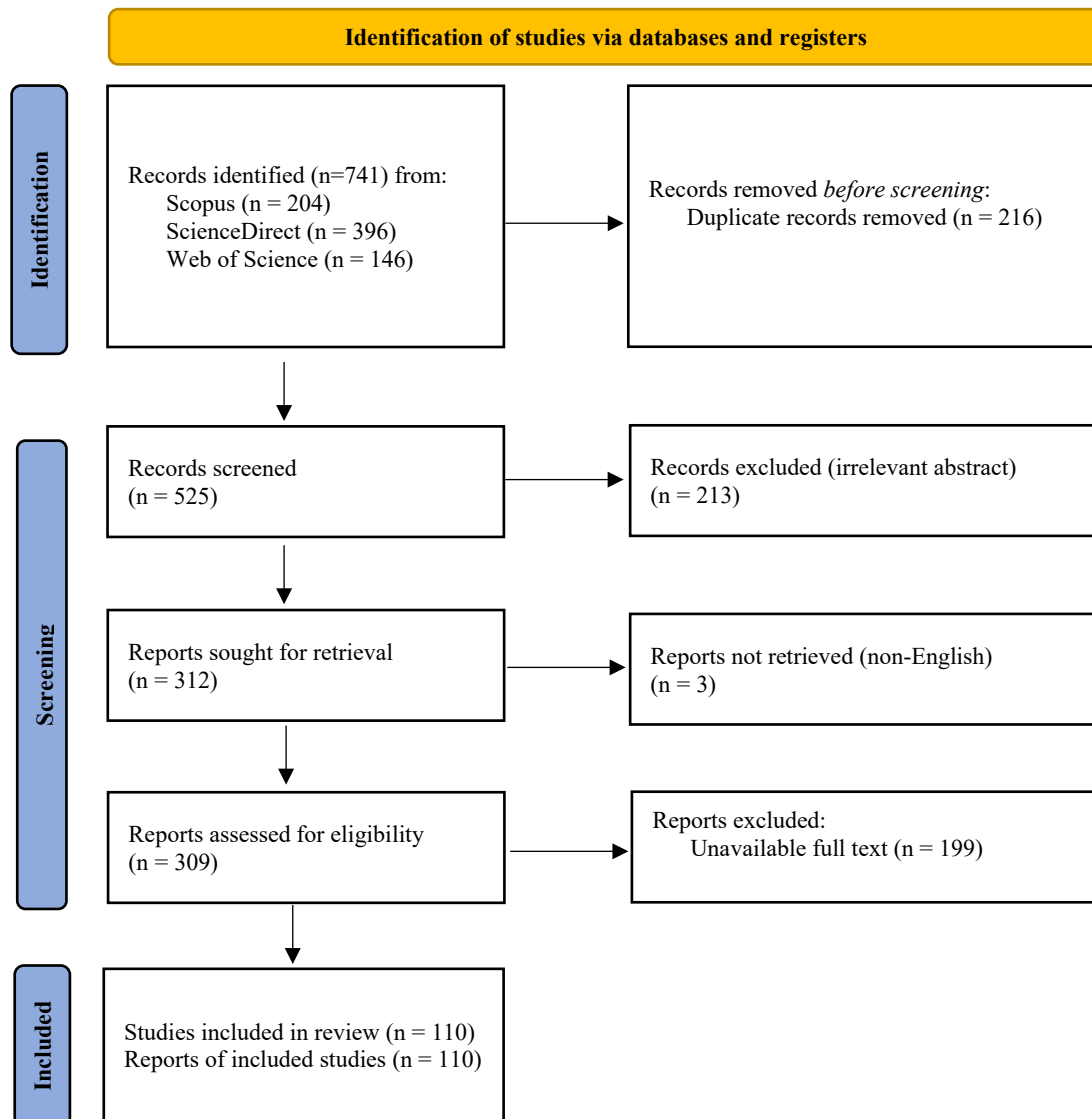 Identification of studies via databases and registers
Identification
Records identified (n=741) from:
Scopus (n = 204)
ScienceDirect (n = 396)
Web of Science (n = 146)
Records removed before screening:
Duplicate records removed (n = 216)
Screening
Records screened
(n = 525)
Records excluded (irrelevant abstract)
(n = 213)
Reports sought for retrieval
(n = 312)
Reports not retrieved (non-English)
(n = 3)
Reports assessed for eligibility
(n = 309)
Reports excluded:
Unavailable full text (n = 199)
Included
Studies included in review (n = 110)
Reports of included studies (n = 110)